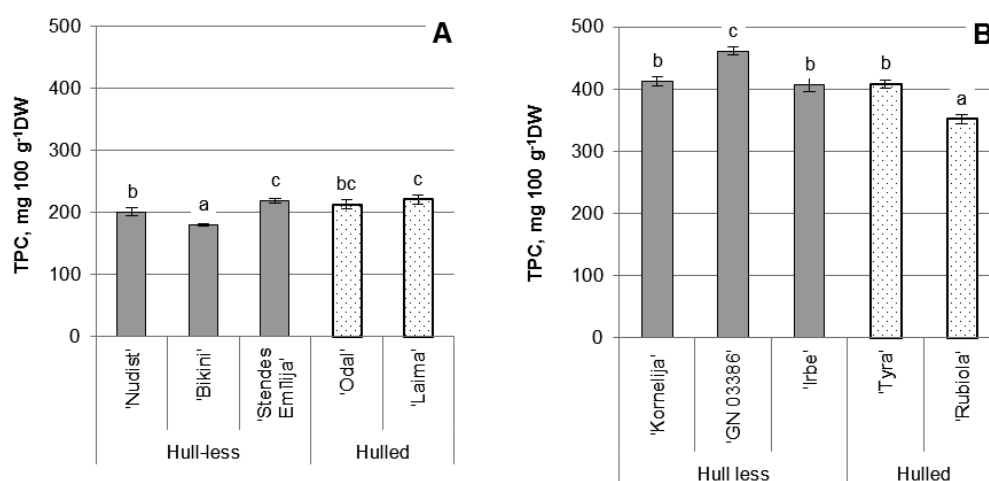 A
TPC, mg 100 g-1DW
500
400
300
200
100
0
b
a
c
bc
c
'Nudist'
'Bikini'
'Stendes
Emīlija'
'Odal'
'Laima'
Hull-less
Hulled
B
TPC, mg 100 g-1DW
500
400
300
200
100
0
b
c
b
b
a
'Kornelija'
'GN 03386'
'Irbe'
'Tyra'
'Rubiola'
Hull less
Hulled